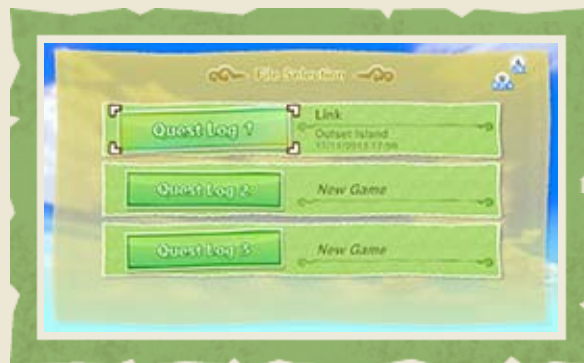 File Selection
Quest Log 1
Link
Outset Island
Quest Log 2
New Game
Quest Log 3
New Game